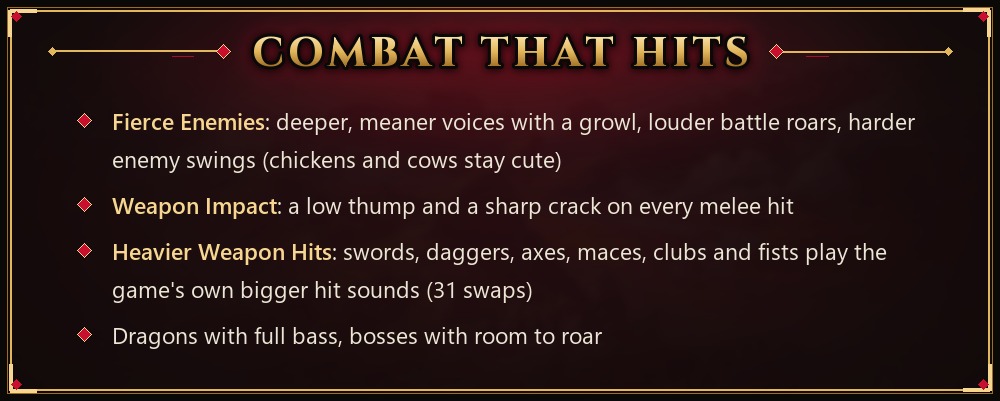 COMBAT THAT HITS
Fierce Enemies: deeper, meaner voices with a growl, louder battle roars, harder
enemy swings (chickens and cows stay cute)
Weapon Impact: a low thump and a sharp crack on every melee hit
Heavier Weapon Hits: swords, daggers, axes, maces, clubs and fists play the
game's own bigger hit sounds (31 swaps)
Dragons with full bass, bosses with room to roar